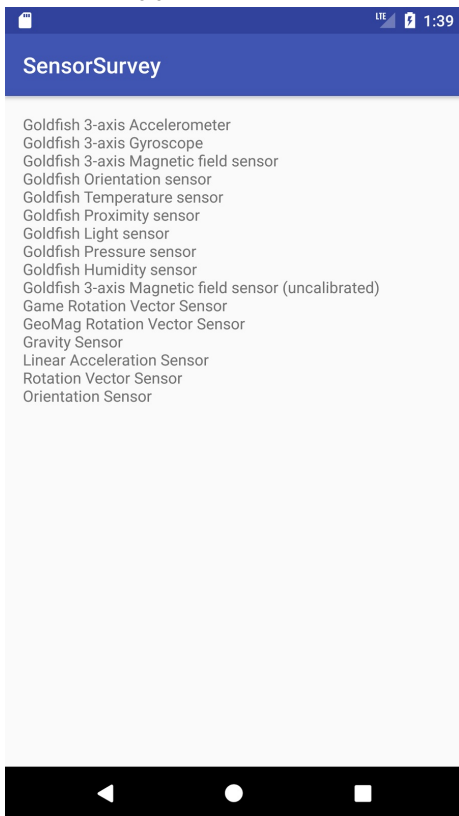 LTE 1:39
SensorSurvey
Goldfish 3-axis Accelerometer
Goldfish 3-axis Gyroscope
Goldfish 3-axis Magnetic field sensor
Goldfish Orientation sensor
Goldfish Temperature sensor
Goldfish Proximity sensor
Goldfish Light sensor
Goldfish Pressure sensor
Goldfish Humidity sensor
Goldfish 3-axis Magnetic field sensor (uncalibrated)
Game Rotation Vector Sensor
GeoMag Rotation Vector Sensor
Gravity Sensor
Linear Acceleration Sensor
Rotation Vector Sensor
Orientation Sensor